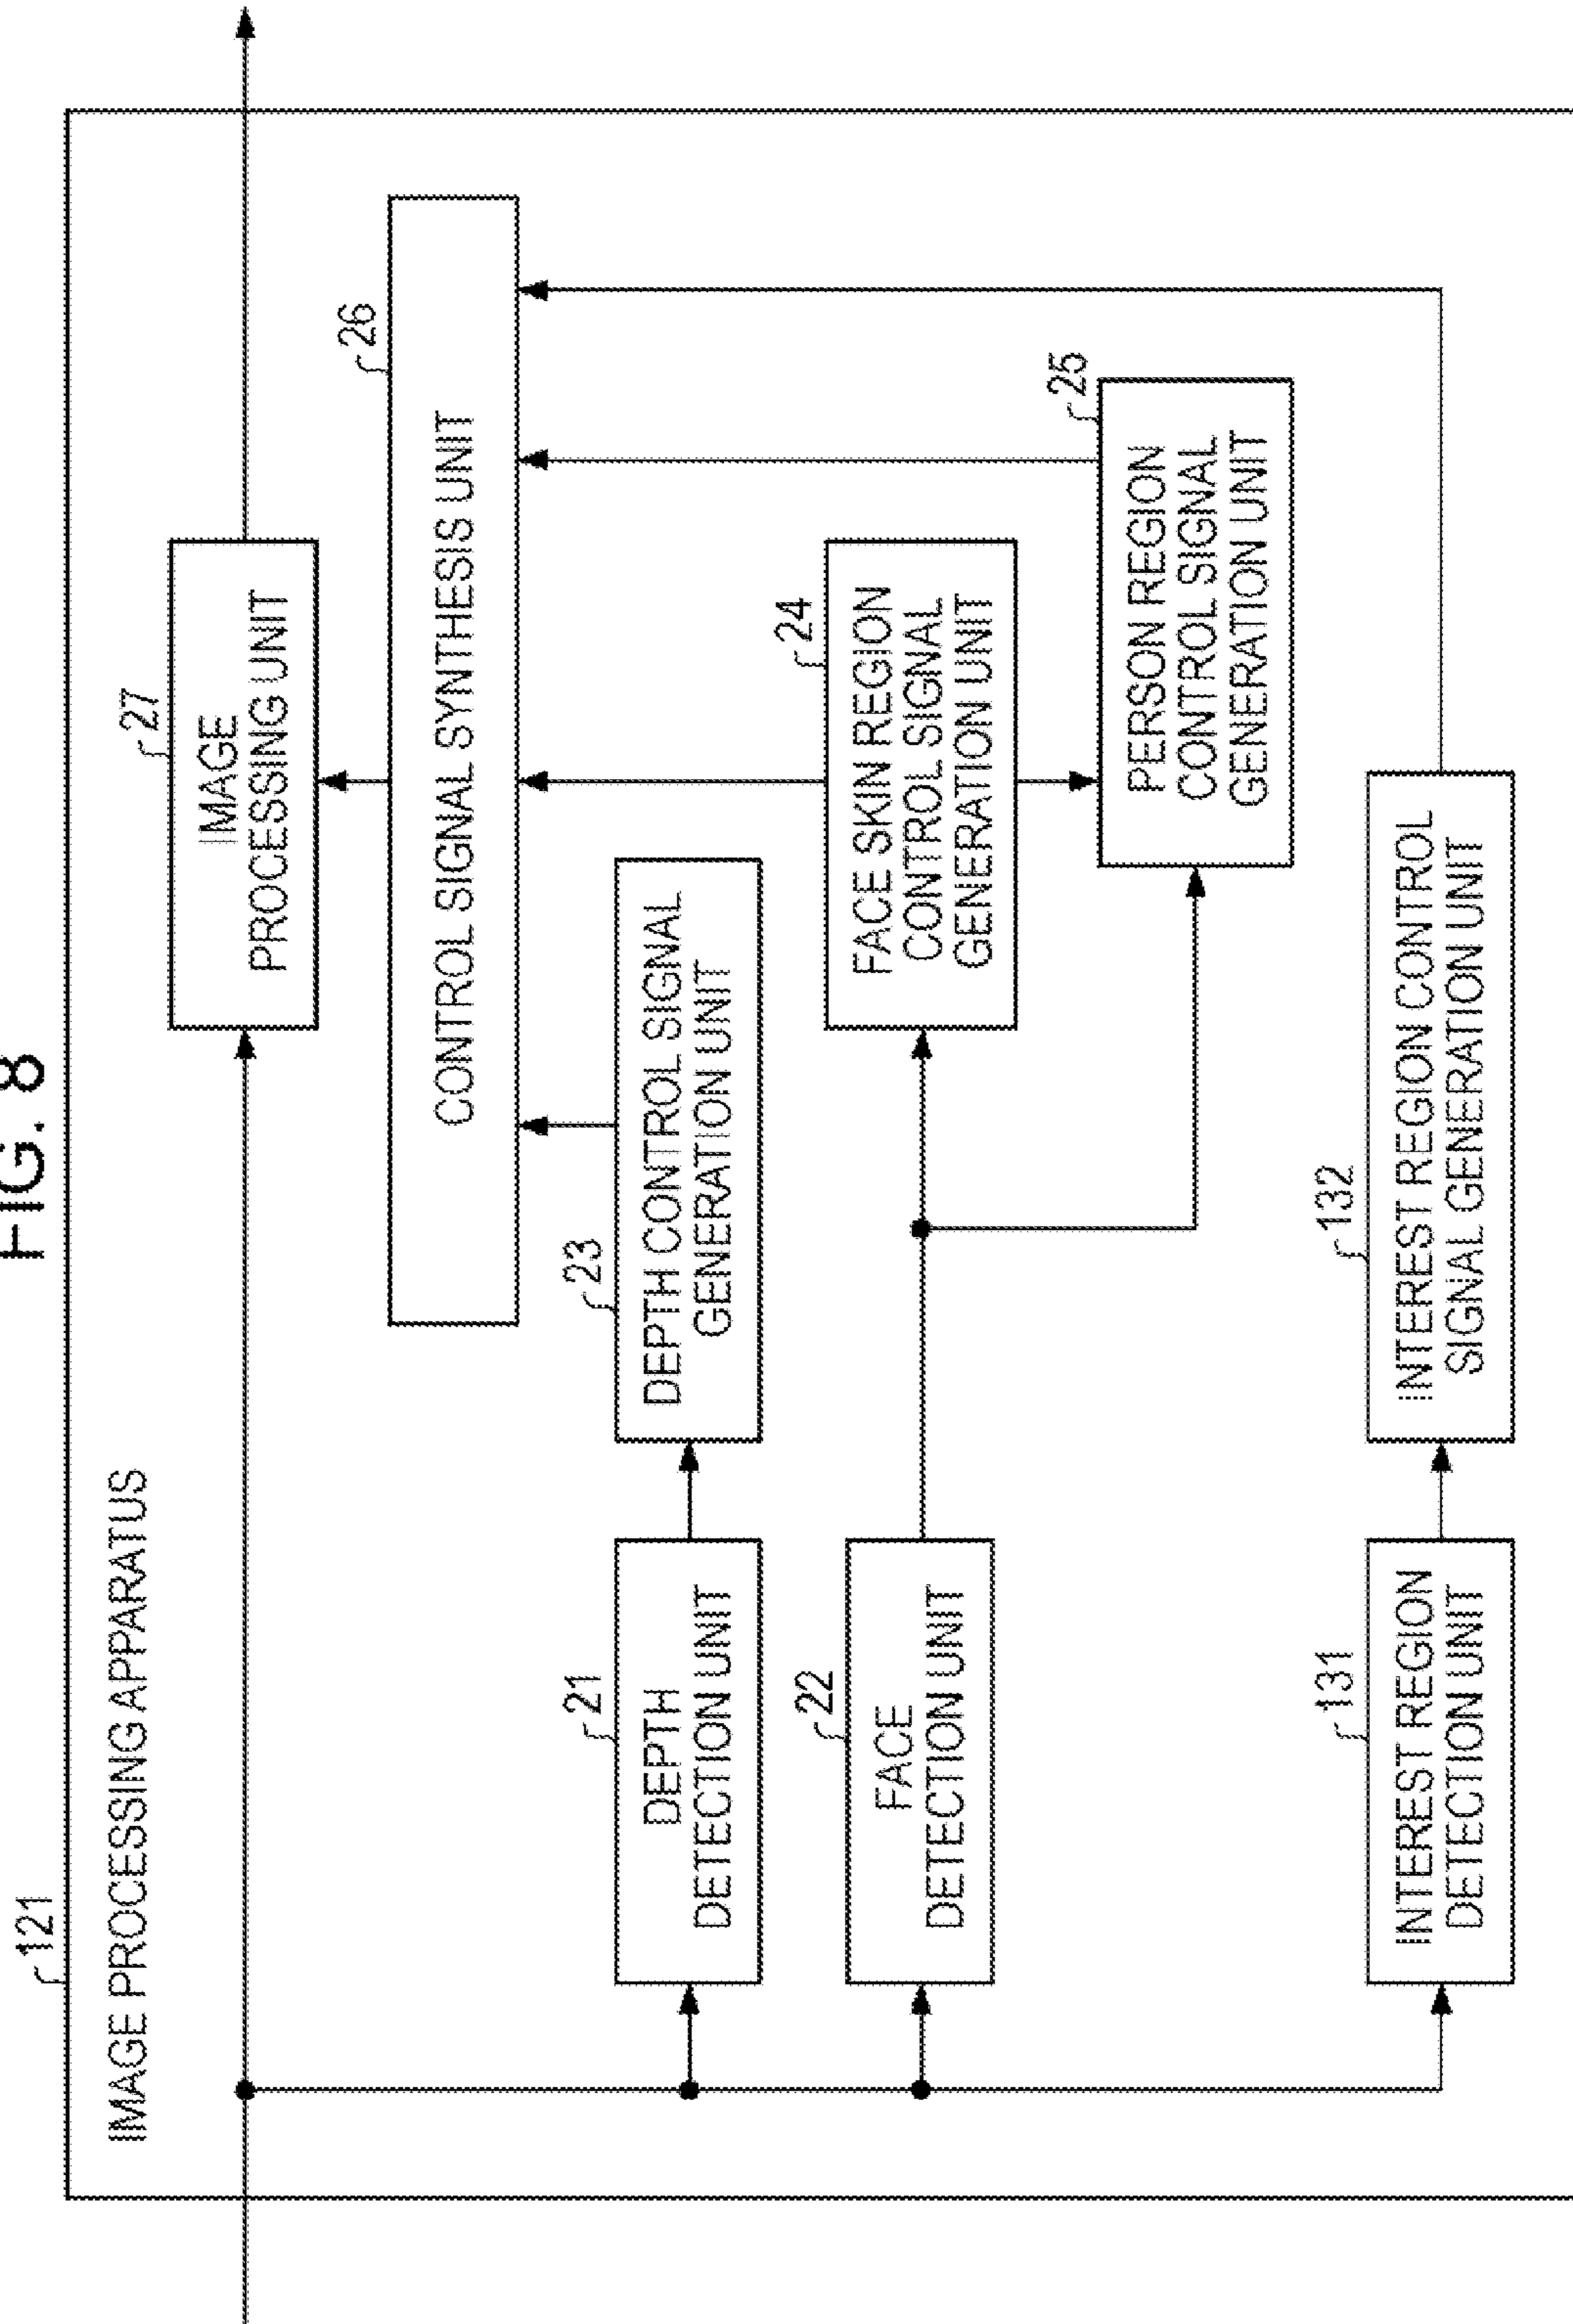 FIG. 8
121
IMAGE PROCESSING APPARATUS
27
IMAGE
PROCESSING UNIT
26
CONTROL SIGNAL SYNTHESIS UNIT
21
DEPTH
DETECTION UNIT
23
DEPTH CONTROL SIGNAL
GENERATION UNIT
22
FACE
DETECTION UNIT
24
FACE SKIN REGION
CONTROL SIGNAL
GENERATION UNIT
25
PERSON REGION
CONTROL SIGNAL
GENERATION UNIT
131
INTEREST REGION
DETECTION UNIT
132
INTEREST REGION CONTROL
SIGNAL GENERATION UNIT